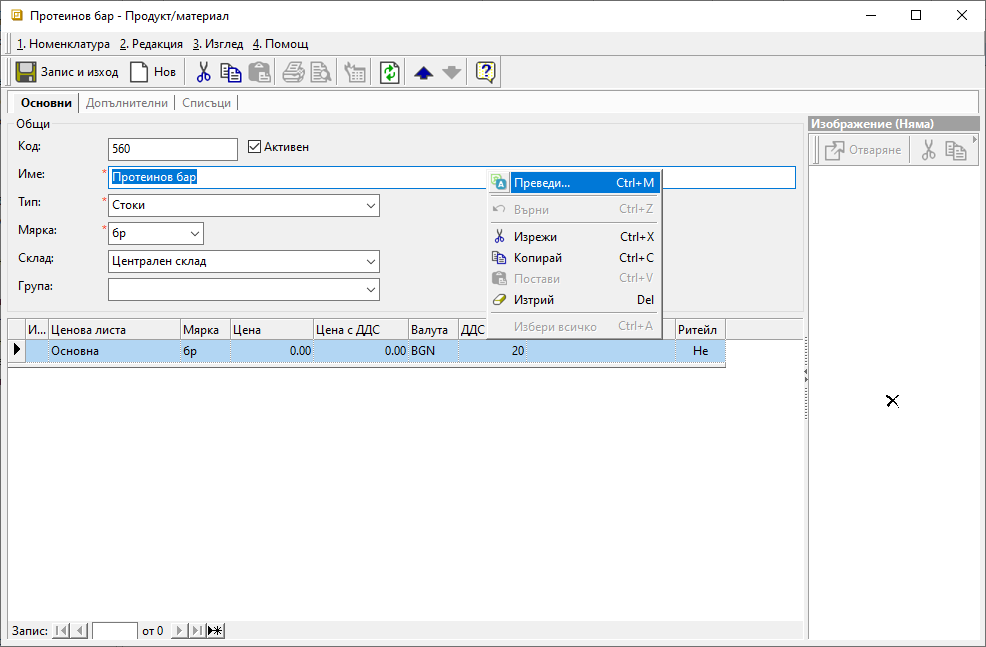 Протеинов бар - Продукт/материал
1. Номенклатура 2. Редакция 3. Изглед 4. Помощ
Запис и изход Нов
Основни Допълнителни Списъци
Общи
Код: 560 Активен
Име: * Протеинов бар
Тип: * Стоки
Мярка: * бр
Склад: Централен склад
Група:
Преведи... Ctrl+M
Върни Ctrl+Z
Изрежи Ctrl+X
Копирай Ctrl+C
Постави Ctrl+V
Изтрий Del
Избери всичко Ctrl+A
Изображение (Няма)
Отваряне
И... Ценова листа Мярка Цена Цена с ДДС Валута ДДС Ритейл
Основна бр 0.00 0.00 BGN 20 Не
Запис: от 0